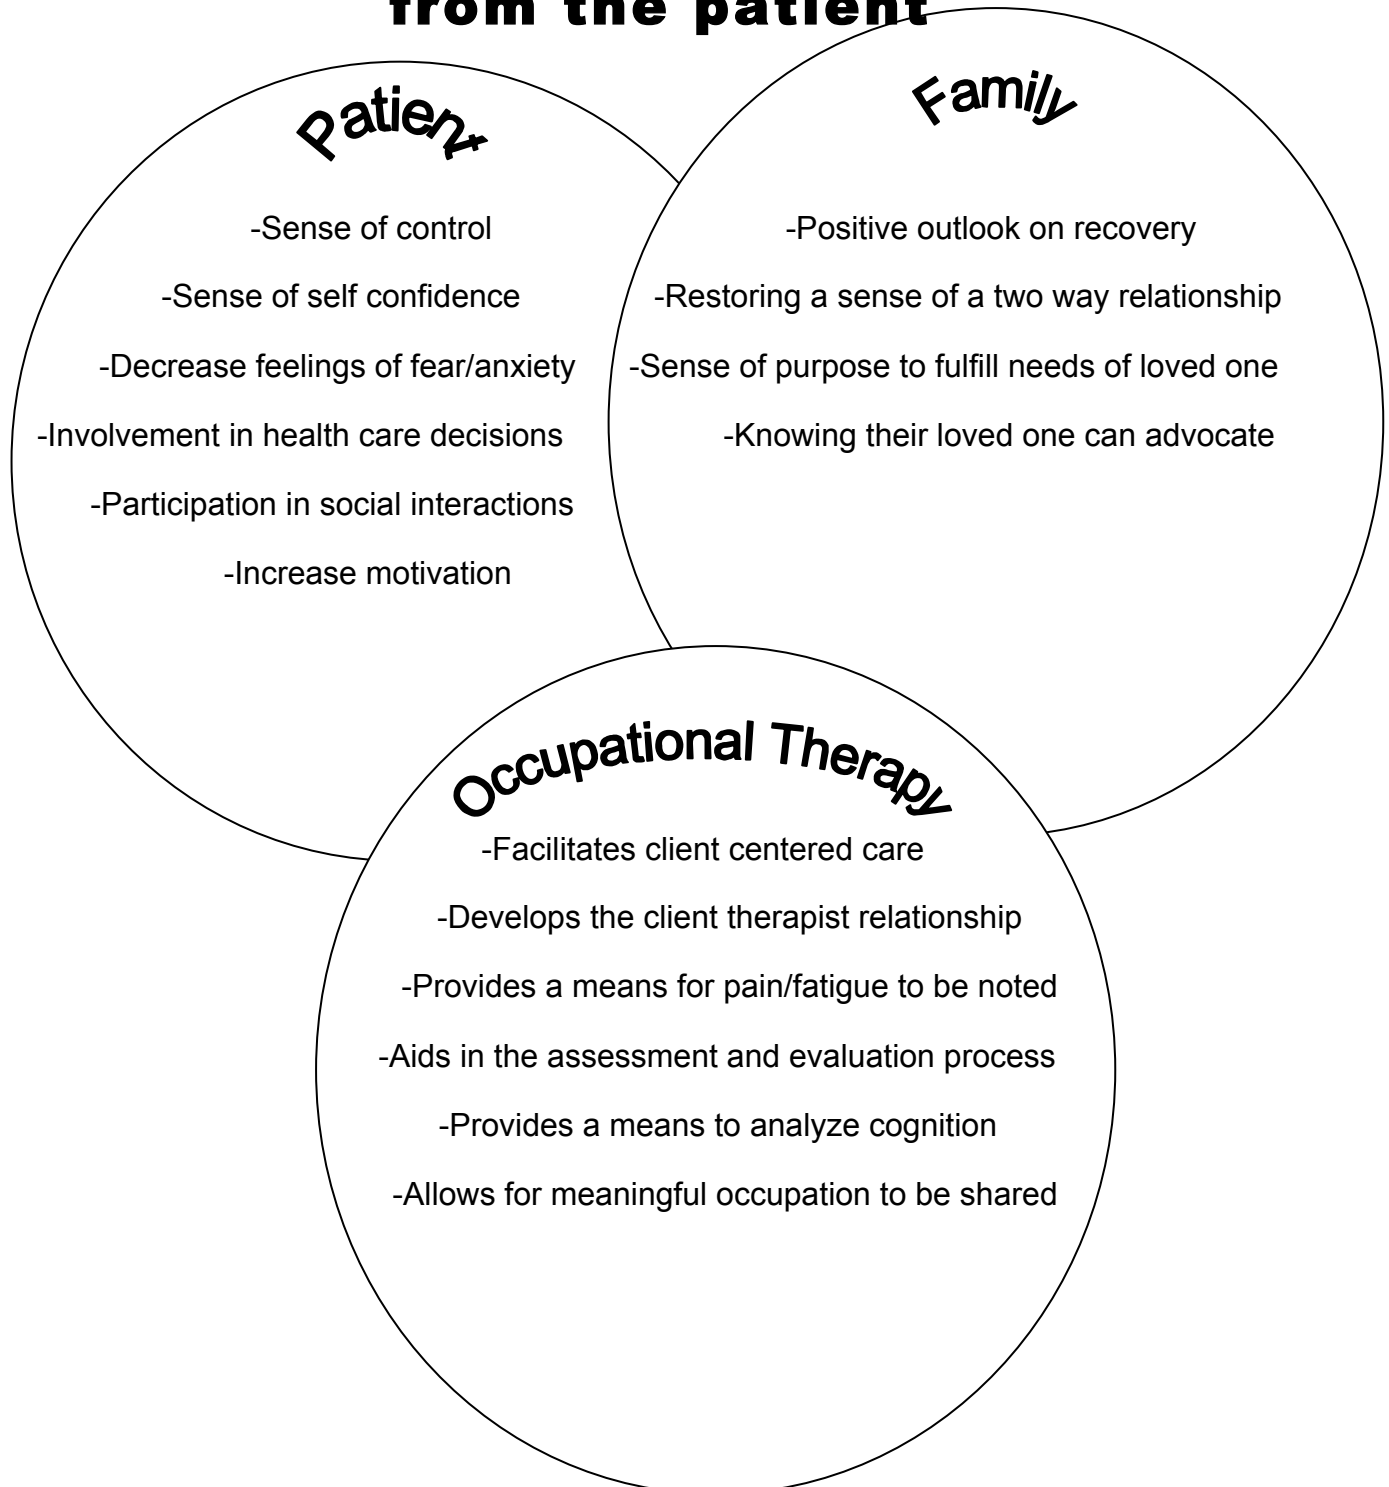 from the patient
Patient
-Sense of control
-Sense of self confidence
-Decrease feelings of fear/anxiety
-Involvement in health care decisions
-Participation in social interactions
-Increase motivation
Family
-Positive outlook on recovery
-Restoring a sense of a two way relationship
-Sense of purpose to fulfill needs of loved one
-Knowing their loved one can advocate
Occupational Therapy
-Facilitates client centered care
-Develops the client therapist relationship
-Provides a means for pain/fatigue to be noted
-Aids in the assessment and evaluation process
-Provides a means to analyze cognition
-Allows for meaningful occupation to be shared